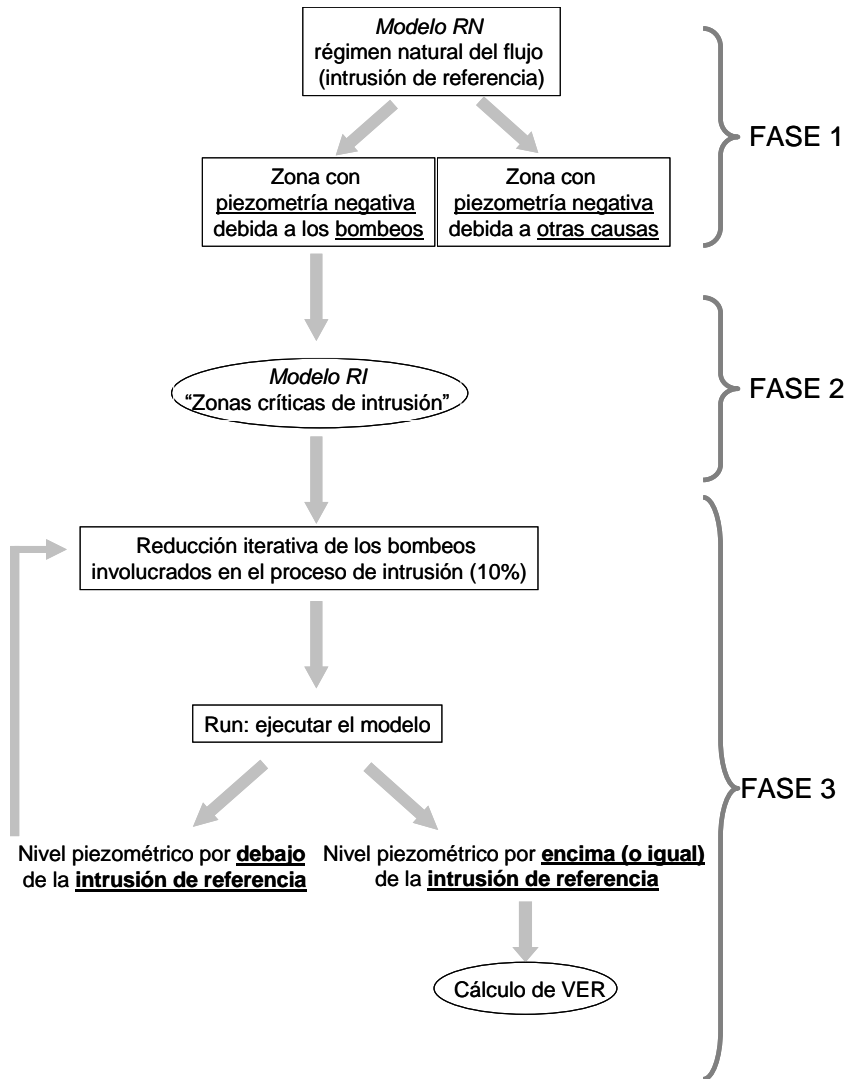 Modelo RN
régimen natural del flujo
(intrusión de referencia)
FASE 1
Zona con
piezometría negativa
debida a los bombeos
Zona con
piezometría negativa
debida a otras causas
Modelo RI
“Zonas críticas de intrusión”
FASE 2
Reducción iterativa de los bombeos
involucrados en el proceso de intrusión (10%)
Run: ejecutar el modelo
FASE 3
Nivel piezométrico por debajo
de la intrusión de referencia
Nivel piezométrico por encima (o igual)
de la intrusión de referencia
Cálculo de VER